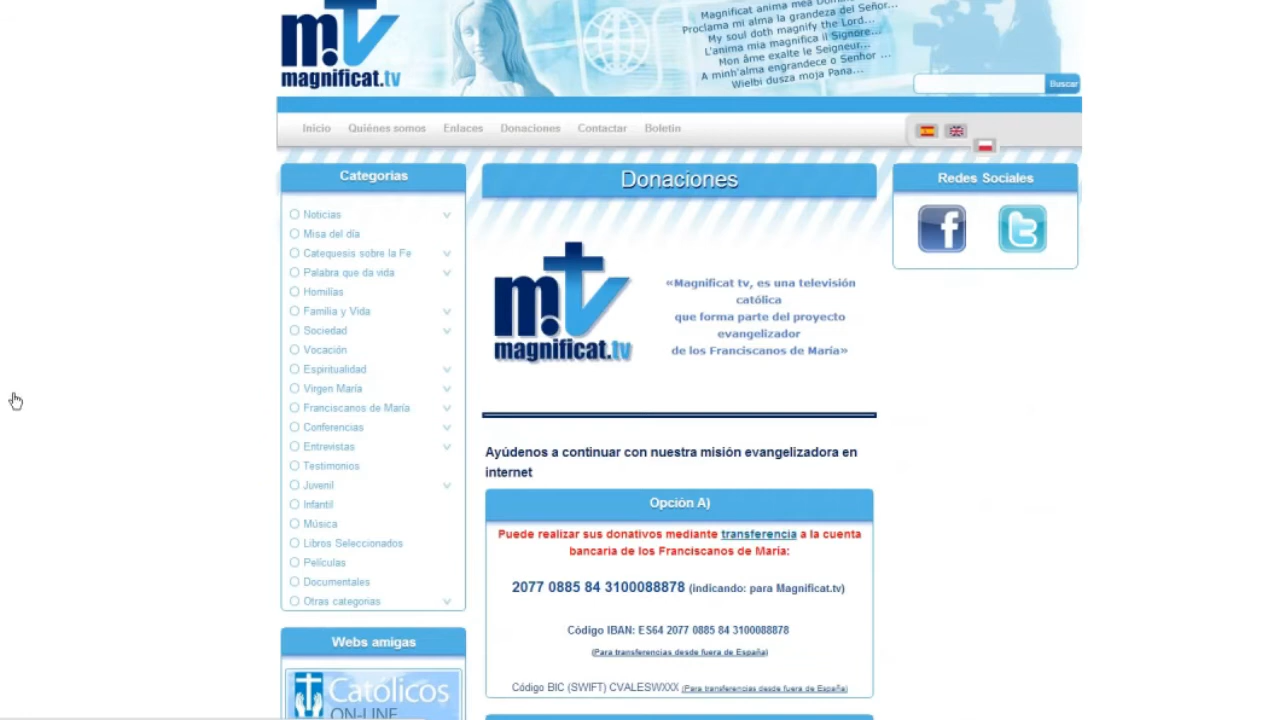 Magnificat anima mea
Proclama mi alma la grandeza del Señor...
My soul doth magnify the Lord...
L'anima mia magnifica il Signore...
Mon âme exalte le Seigneur...
A minh'alma engrandece o Senhor ...
Wielbi dusza moja Pana...
mtv
magnificat.tv
Buscar
Inicio Quiénes somos Enlaces Donaciones Contactar Boletin
Categorias
Noticias
Misa del día
Catequesis sobre la Fe
Palabra que da vida
Homilías
Familia y Vida
Sociedad
Vocación
Espiritualidad
Virgen María
Franciscanos de María
Conferencias
Entrevistas
Testimonios
Juvenil
Infantil
Música
Libros Seleccionados
Películas
Documentales
Otras categorias
Webs amigas
Católicos
ON-LINE
Donaciones
mtv
magnificat.tv
«Magnificat tv, es una televisión
católica
que forma parte del proyecto
evangelizador
de los Franciscanos de María»
Ayúdenos a continuar con nuestra misión evangelizadora en
internet
Opción A)
Puede realizar sus donativos mediante transferencia a la cuenta
bancaria de los Franciscanos de María:
2077 0885 84 3100088878 (indicando: para Magnificat.tv)
Código IBAN: ES64 2077 0885 84 3100088878
(Para transferencias desde fuera de España)
Código BIC (SWIFT) CVALESWXXX (Para transferencias desde fuera de España)
Redes Sociales
f
t